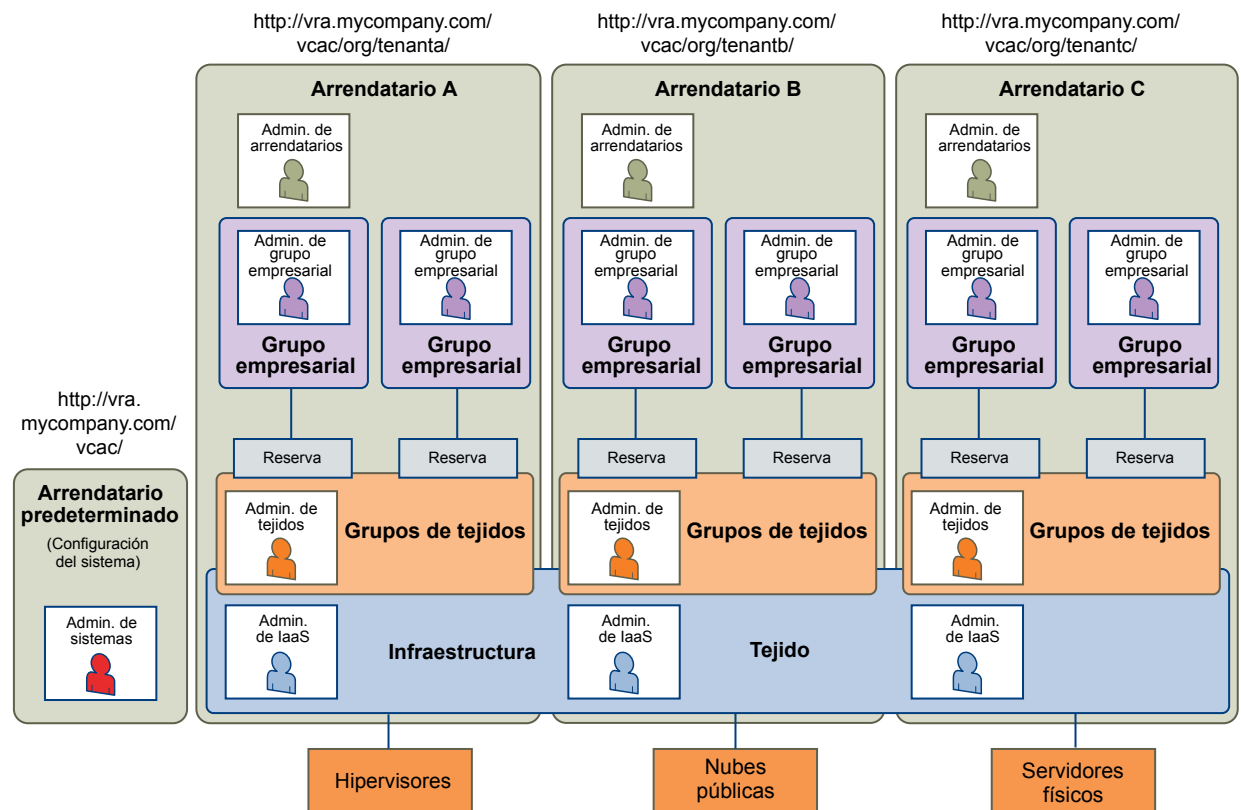 http://vra.mycompany.com/
vcac/org/tenanta/
http://vra.mycompany.com/
vcac/org/tenantb/
http://vra.mycompany.com/
vcac/org/tenantc/
Arrendatario A
Arrendatario B
Arrendatario C
Admin. de
arrendatarios
Admin. de
arrendatarios
Admin. de
arrendatarios
Admin. de
grupo
empresarial
Admin. de
grupo
empresarial
Admin. de
grupo
empresarial
Admin. de
grupo
empresarial
Admin. de
grupo
empresarial
Admin. de
grupo
empresarial
Grupo
empresarial
Grupo
empresarial
Grupo
empresarial
Grupo
empresarial
Grupo
empresarial
Grupo
empresarial
http://vra.
mycompany.com/
vcac/
Reserva
Reserva
Reserva
Reserva
Reserva
Reserva
Arrendatario
predeterminado
(Configuración
del sistema)
Admin. de
sistemas
Admin. de
tejidos
Grupos de tejidos
Admin. de
tejidos
Grupos de tejidos
Admin. de
tejidos
Grupos de tejidos
Admin.
de IaaS
Infraestructura
Admin.
de IaaS
Tejido
Admin.
de IaaS
Hipervisores
Nubes
públicas
Servidores
físicos